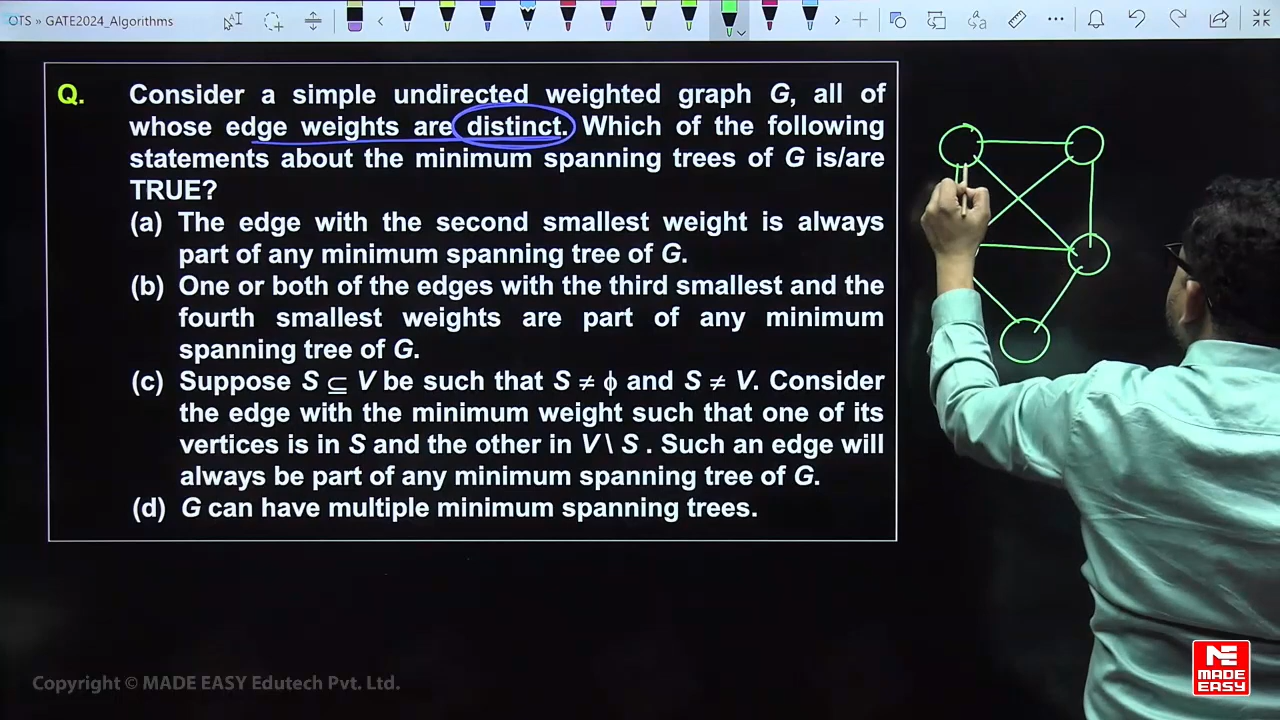 OTS » GATE2024_Algorithms
Q. Consider a simple undirected weighted graph G, all of
whose edge weights are distinct. Which of the following
statements about the minimum spanning trees of G is/are
TRUE?
(a) The edge with the second smallest weight is always
part of any minimum spanning tree of G.
(b) One or both of the edges with the third smallest and the
fourth smallest weights are part of any minimum
spanning tree of G.
(c) Suppose S ⊆ V be such that S ≠ ϕ and S ≠ V. Consider
the edge with the minimum weight such that one of its
vertices is in S and the other in V \ S . Such an edge will
always be part of any minimum spanning tree of G.
(d) G can have multiple minimum spanning trees.
Copyright © MADE EASY Edutech Pvt. Ltd.
ME
MADE
EASY